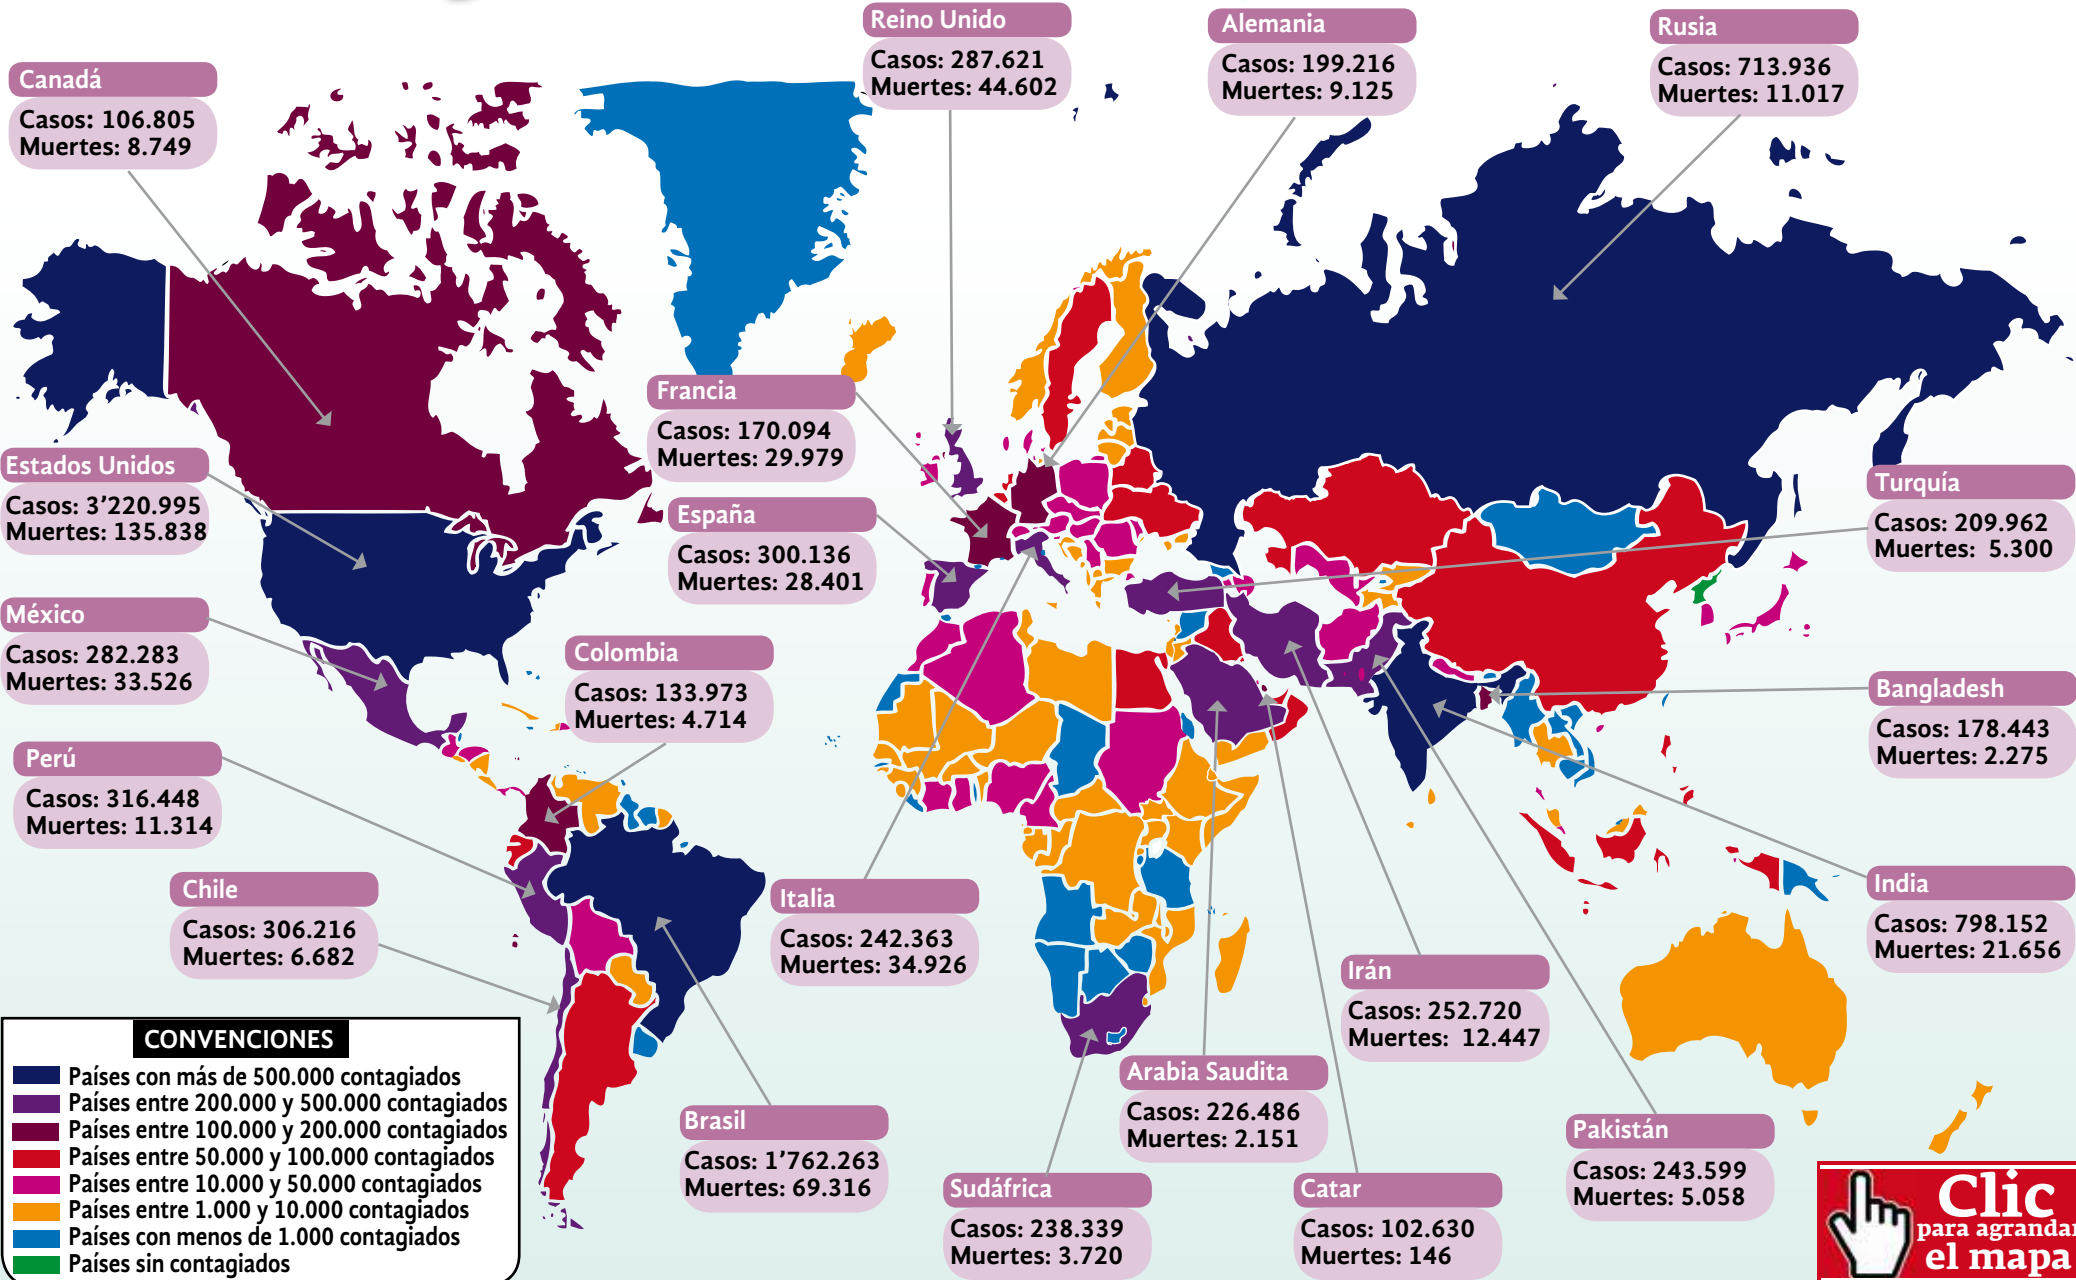 Reino Unido
Casos: 287.621
Muertes: 44.602
Alemania
Casos: 199.216
Muertes: 9.125
Rusia
Casos: 713.936
Muertes: 11.017
Canadá
Casos: 106.805
Muertes: 8.749
Francia
Casos: 170.094
Muertes: 29.979
Estados Unidos
Casos: 3’220.995
Muertes: 135.838
España
Casos: 300.136
Muertes: 28.401
Turquía
Casos: 209.962
Muertes: 5.300
México
Casos: 282.283
Muertes: 33.526
Colombia
Casos: 133.973
Muertes: 4.714
Bangladesh
Casos: 178.443
Muertes: 2.275
Perú
Casos: 316.448
Muertes: 11.314
Chile
Casos: 306.216
Muertes: 6.682
Italia
Casos: 242.363
Muertes: 34.926
India
Casos: 798.152
Muertes: 21.656
Irán
Casos: 252.720
Muertes: 12.447
Arabia Saudita
Casos: 226.486
Muertes: 2.151
Brasil
Casos: 1’762.263
Muertes: 69.316
Pakistán
Casos: 243.599
Muertes: 5.058
Sudáfrica
Casos: 238.339
Muertes: 3.720
Catar
Casos: 102.630
Muertes: 146
CONVENCIONES
Países con más de 500.000 contagiados
Países entre 200.000 y 500.000 contagiados
Países entre 100.000 y 200.000 contagiados
Países entre 50.000 y 100.000 contagiados
Países entre 10.000 y 50.000 contagiados
Países entre 1.000 y 10.000 contagiados
Países con menos de 1.000 contagiados
Países sin contagiados
Clic
para agrandar
el mapa